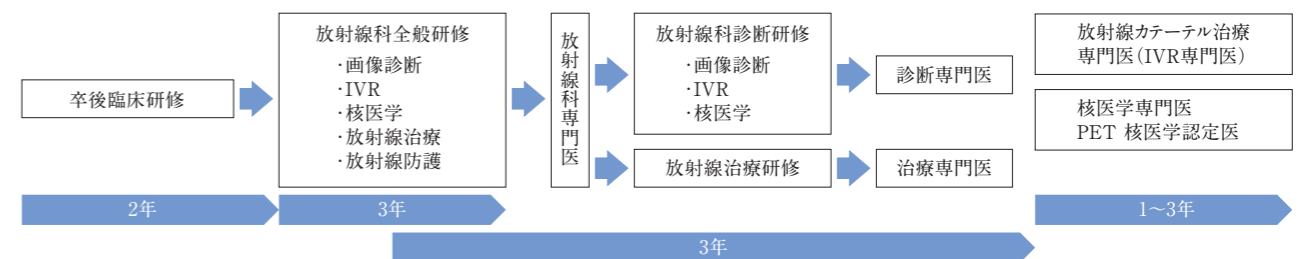 卒後臨床研修
放射線科全般研修
・画像診断
・IVR
・核医学
・放射線治療
・放射線防護
放射線科専門医
放射線科診断研修
・画像診断
・IVR
・核医学
診断専門医
放射線治療研修
治療専門医
放射線カテーテル治療
専門医（IVR専門医）
核医学専門医
PET 核医学認定医
2年
3年
1～3年
3年